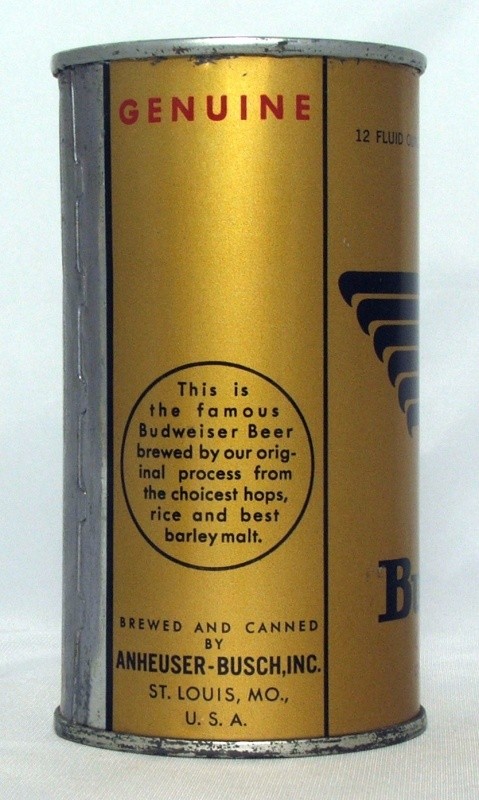 GENUINE
12 FLUID
This is
the famous
Budweiser Beer
brewed by our orig-
inal process from
the choicest hops,
rice and best
barley malt.
Bu
BREWED AND CANNED
BY
ANHEUSER-BUSCH, INC.
ST. LOUIS, MO.,
U. S. A.